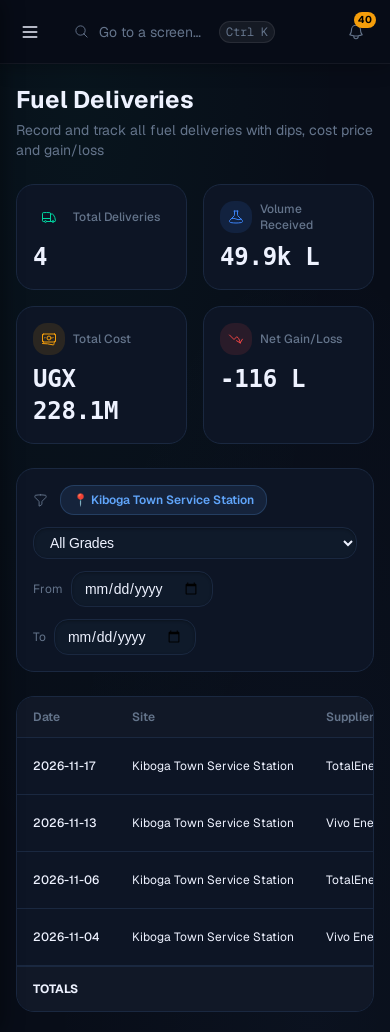 Go to a screen... Ctrl K 40
Fuel Deliveries
Record and track all fuel deliveries with dips, cost price
and gain/loss
Total Deliveries
4
Volume
Received
49.9k L
Total Cost
UGX
228.1M
Net Gain/Loss
-116 L
Kiboga Town Service Station
All Grades
From mm/dd/yyyy
To mm/dd/yyyy
Date Site Supplier
2026-11-17 Kiboga Town Service Station TotalEne
2026-11-13 Kiboga Town Service Station Vivo Ene
2026-11-06 Kiboga Town Service Station TotalEne
2026-11-04 Kiboga Town Service Station Vivo Ene
TOTALS